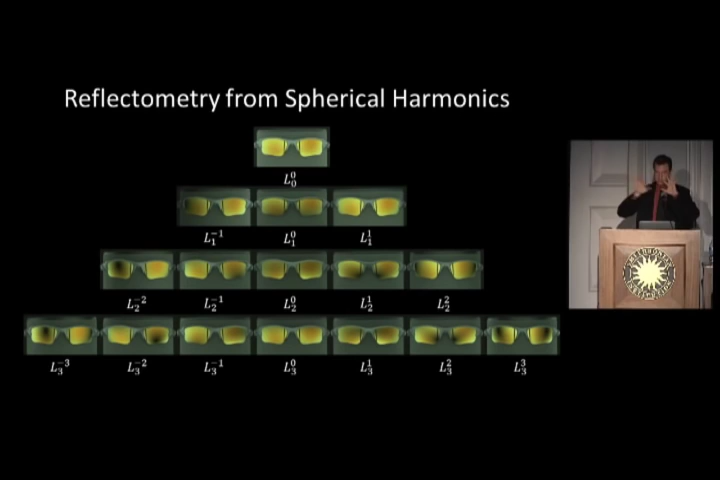 Reflectometry from Spherical Harmonics
L₀⁰
L₁⁻¹ L₁⁰ L₁¹
L₂⁻² L₂⁻¹ L₂⁰ L₂¹ L₂²
L₃⁻³ L₃⁻² L₃⁻¹ L₃⁰ L₃¹ L₃² L₃³